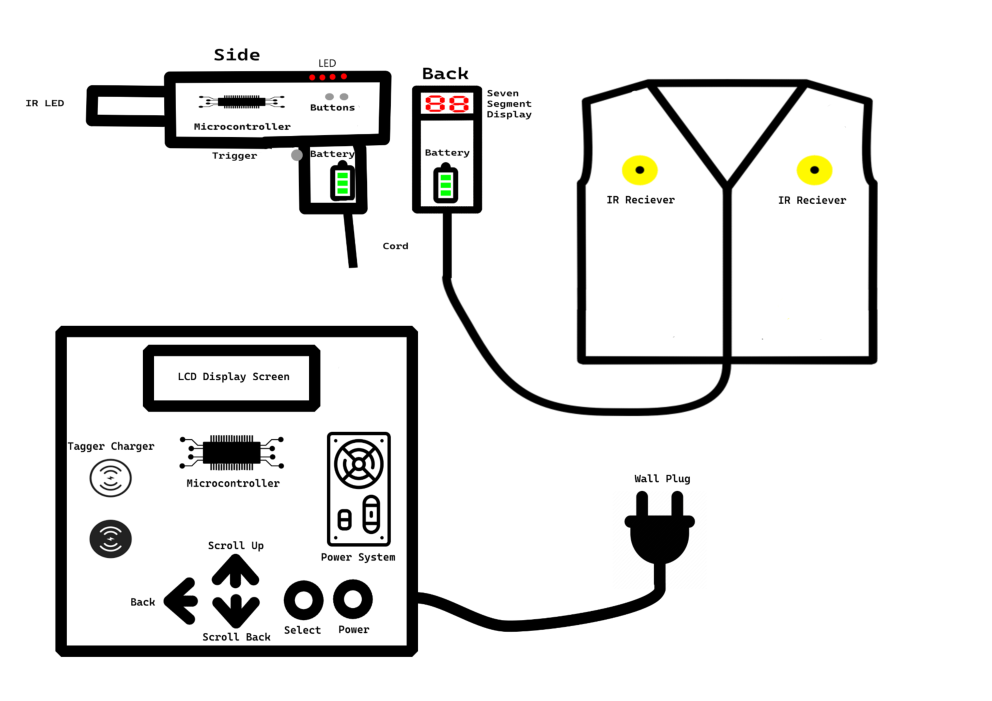 Side
LED
IR LED
Buttons
Microcontroller
Trigger
Battery
Back
88
Seven
Segment
Display
Battery
Cord
IR Reciever
IR Reciever
LCD Display Screen
Tagger Charger
Microcontroller
Power System
Scroll Up
Back
Scroll Back
Select
Power
Wall Plug